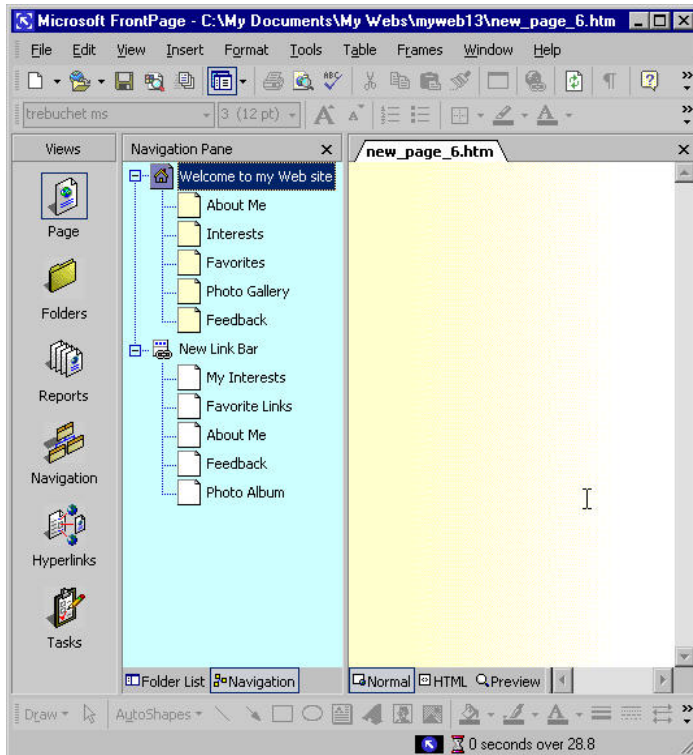 Microsoft FrontPage - C:\My Documents\My Webs\myweb13\new_page_6.htm
File Edit View Insert Format Tools Table Frames Window Help
ABC
trebuchet ms 3 (12 pt) A A A
Views
Page
Folders
Reports
Navigation
Hyperlinks
Tasks
Navigation Pane
Welcome to my Web site
About Me
Interests
Favorites
Photo Gallery
Feedback
New Link Bar
My Interests
Favorite Links
About Me
Feedback
Photo Album
Folder List Navigation
new_page_6.htm
Normal HTML Preview
Draw AutoShapes A A
0 seconds over 28.8